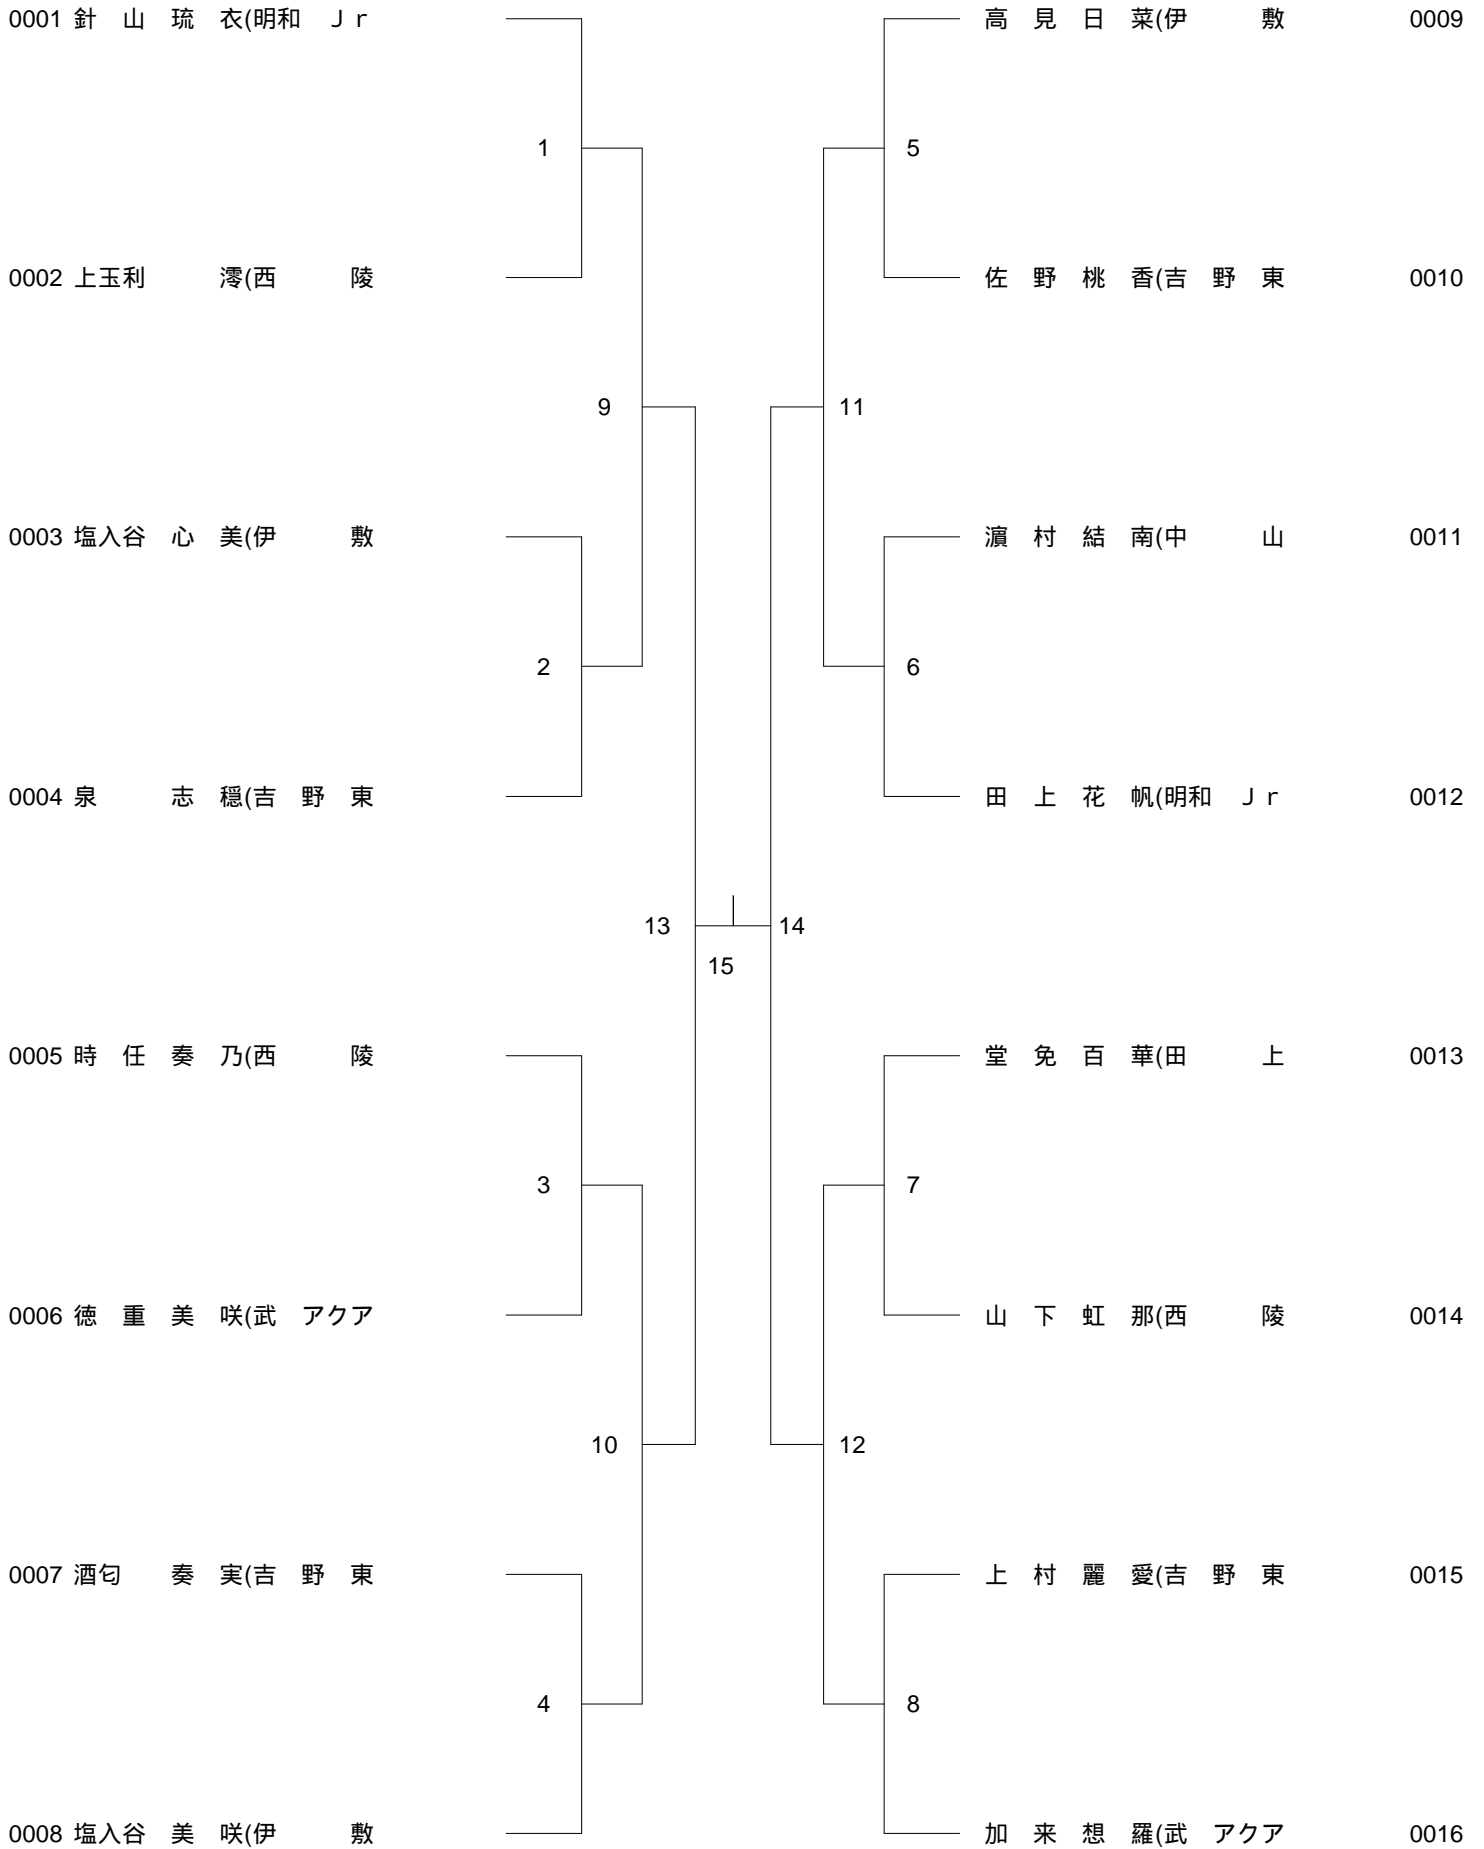 0001 針　山　琉　衣(明和　Ｊｒ
高　見　日　菜(伊　　　敷 0009
1
5
0002 上玉利　　　澪(西　　　陵
佐　野　桃　香(吉　野　東 0010
9
11
0003 塩入谷　心　美(伊　　　敷
濵　村　結　南(中　　　山 0011
2
6
0004 泉　　　志　穏(吉　野　東
田　上　花　帆(明和　Ｊｒ 0012
13
14
15
0005 時　任　奏　乃(西　　　陵
堂　免　百　華(田　　　上 0013
3
7
0006 徳　重　美　咲(武　アクア
山　下　虹　那(西　　　陵 0014
10
12
0007 酒匂　　奏　実(吉　野　東
上　村　麗　愛(吉　野　東 0015
4
8
0008 塩入谷　美　咲(伊　　　敷
加　来　想　羅(武　アクア 0016